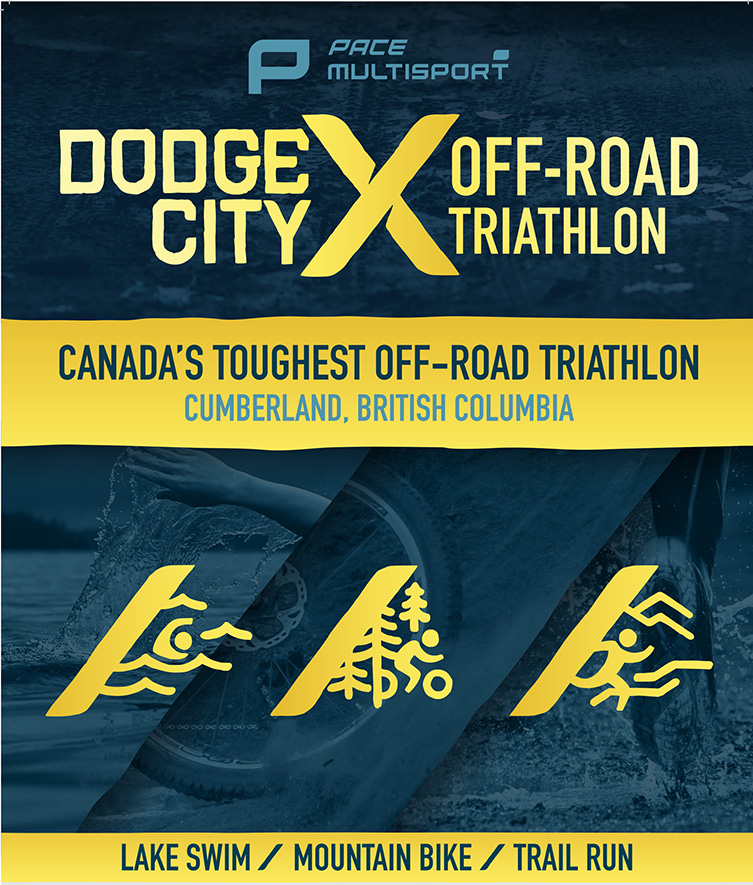 PACE
MULTISPORT
DODGE
CITY
X
OFF-ROAD
TRIATHLON
CANADA'S TOUGHEST OFF-ROAD TRIATHLON
CUMBERLAND, BRITISH COLUMBIA
LAKE SWIM / MOUNTAIN BIKE / TRAIL RUN